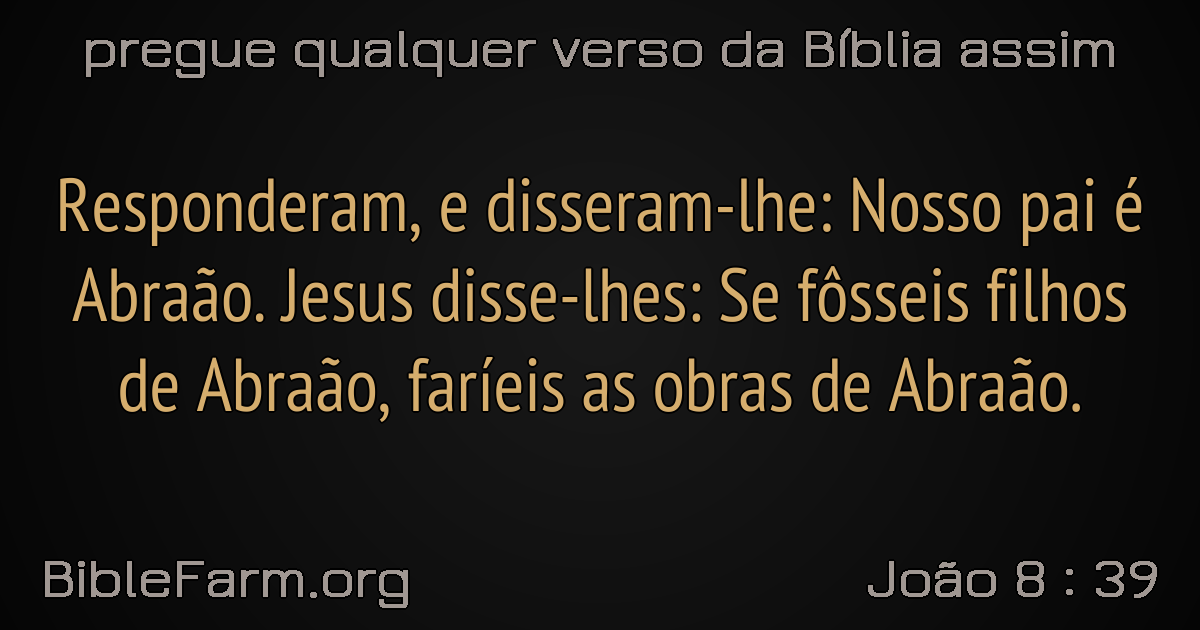 pregue qualquer verso da Bíblia assim
Responderam, e disseram-lhe: Nosso pai é
Abraão. Jesus disse-lhes: Se fôsseis filhos
de Abraão, faríeis as obras de Abraão.
BibleFarm.org
João 8 : 39